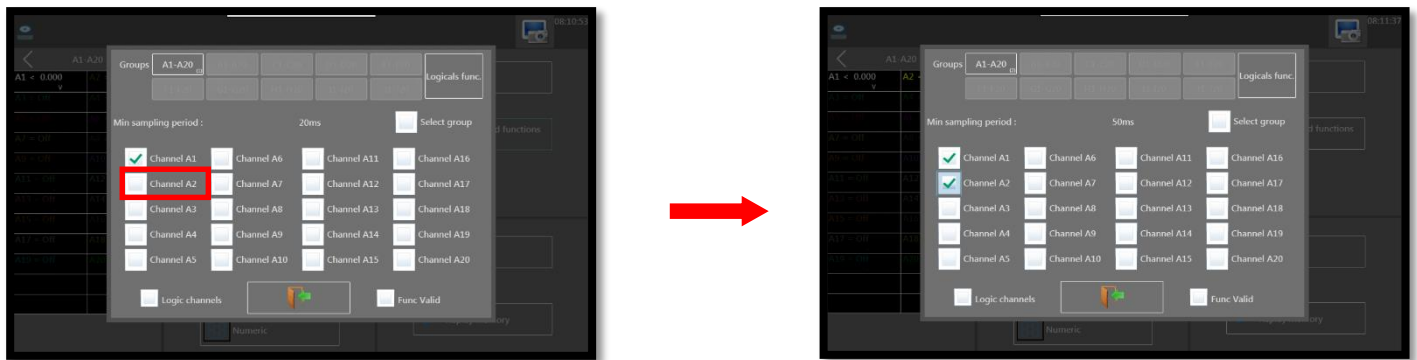 08:10:53
A1-A20
A1 < 0.000
Groups A1-A20 Logicals func.
Min sampling period : 20ms Select group
Channel A1 Channel A6 Channel A11 Channel A16
Channel A2 Channel A7 Channel A12 Channel A17
Channel A3 Channel A8 Channel A13 Channel A18
Channel A4 Channel A9 Channel A14 Channel A19
Channel A5 Channel A10 Channel A15 Channel A20
Logic channels Func Valid
Numeric
08:11:37
A1-A20
A1 < 0.000 A2
Groups A1-A20 Logicals func.
Min sampling period : 50ms Select group
Channel A1 Channel A6 Channel A11 Channel A16
Channel A2 Channel A7 Channel A12 Channel A17
Channel A3 Channel A8 Channel A13 Channel A18
Channel A4 Channel A9 Channel A14 Channel A19
Channel A5 Channel A10 Channel A15 Channel A20
Logic channels Func Valid
Numeric